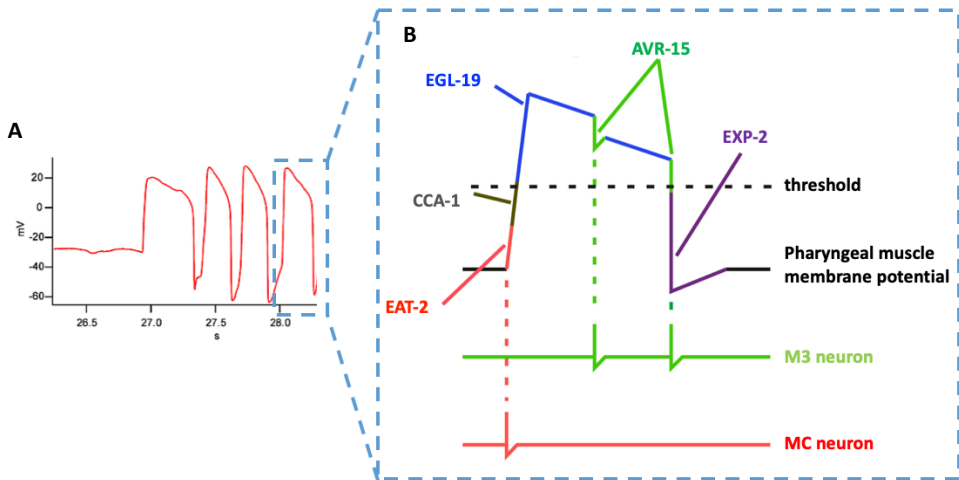 A
20
0
-20
-40
-60
mV
26.5
27.0
27.5
28.0
s
B
AVR-15
EGL-19
EXP-2
threshold
CCA-1
Pharyngeal muscle
membrane potential
EAT-2
M3 neuron
MC neuron